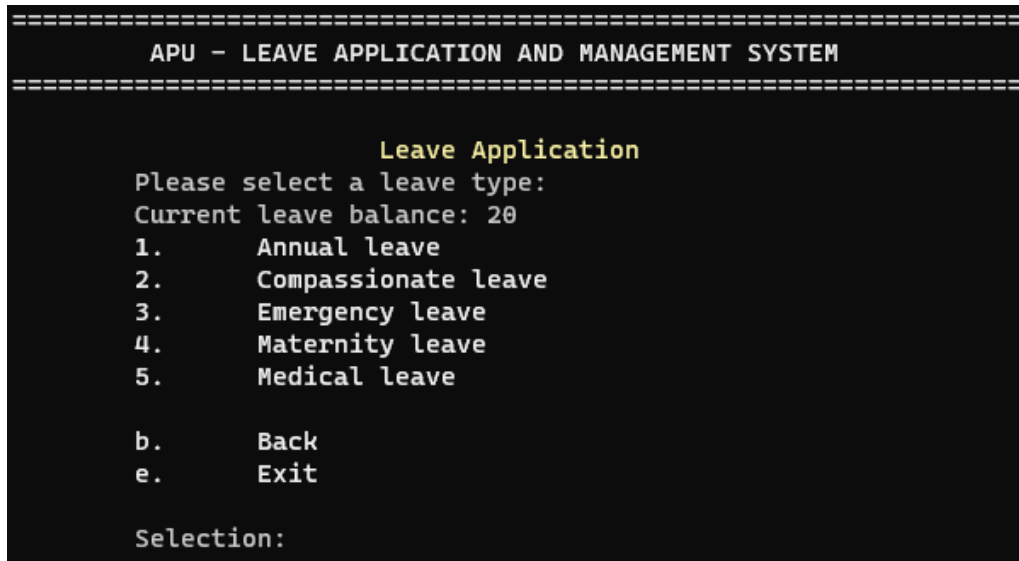 ==================================================================
APU - LEAVE APPLICATION AND MANAGEMENT SYSTEM
==================================================================
Leave Application
Please select a leave type:
Current leave balance: 20
1. Annual leave
2. Compassionate leave
3. Emergency leave
4. Maternity leave
5. Medical leave
b. Back
e. Exit
Selection: